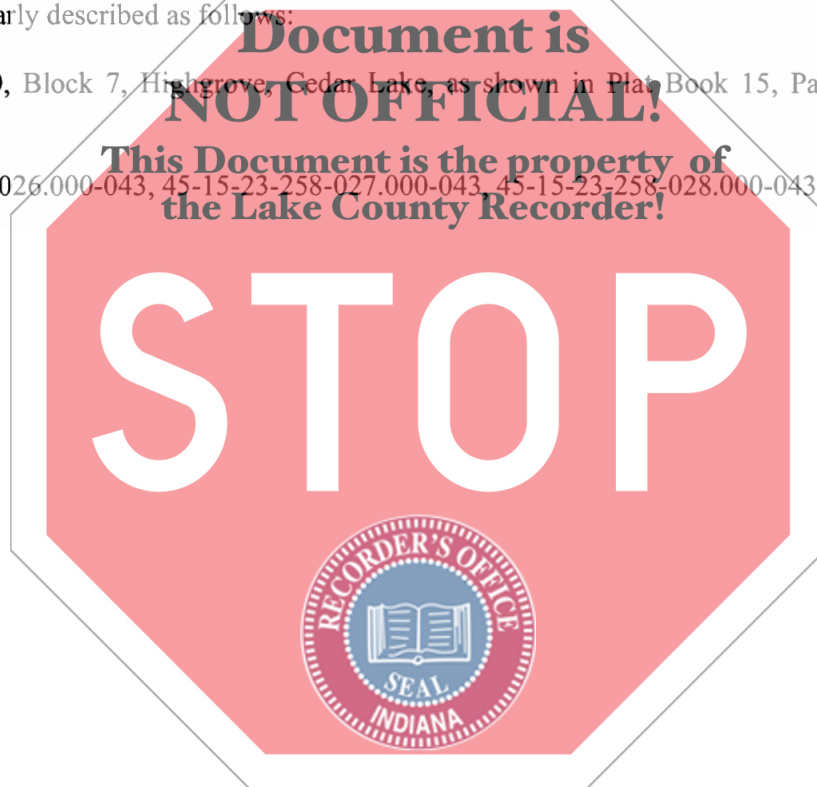 arly described as follows:
Document is
, Block 7, Highgrove, Cedar Lake, as shown in Plat Book 15, Pa
NOT OFFICIAL!
This Document is the property of
026.000-043, 45-15-23-258-027.000-043, 45-15-23-258-028.000-043
the Lake County Recorder!
STOP
RECORDER'S OFFICE
SEAL
INDIANA